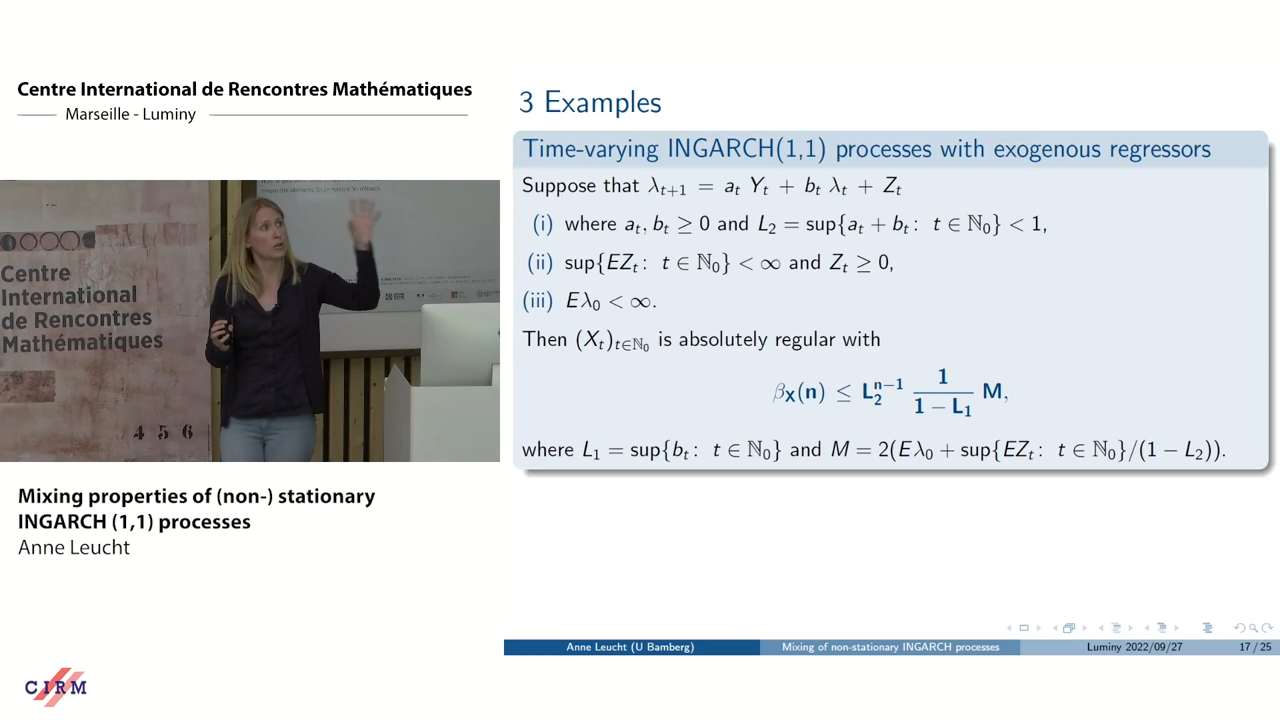 Centre International de Rencontres Mathématiques
Marseille - Luminy
Centre
International
de Rencontres
Mathématiques
4 5 6
Mixing properties of (non-) stationary
INGARCH (1,1) processes
Anne Leucht
CIRM
3 Examples
Time-varying INGARCH(1,1) processes with exogenous regressors
Suppose that λ_{t+1} = a_t Y_t + b_t λ_t + Z_t
(i) where a_t, b_t ≥ 0 and L_2 = sup{a_t + b_t : t ∈ ℕ_0} < 1,
(ii) sup{EZ_t : t ∈ ℕ_0} < ∞ and Z_t ≥ 0,
(iii) Eλ_0 < ∞.
Then (X_t)_{t∈ℕ_0} is absolutely regular with
β_X(n) ≤ L_2^{n−1} \frac{1}{1 − L_1} M,
where L_1 = sup{b_t : t ∈ ℕ_0} and M = 2(Eλ_0 + sup{EZ_t : t ∈ ℕ_0}/(1 − L_2)).
Anne Leucht (U Bamberg) Mixing of non-stationary INGARCH processes Luminy 2022/09/27 17 / 25